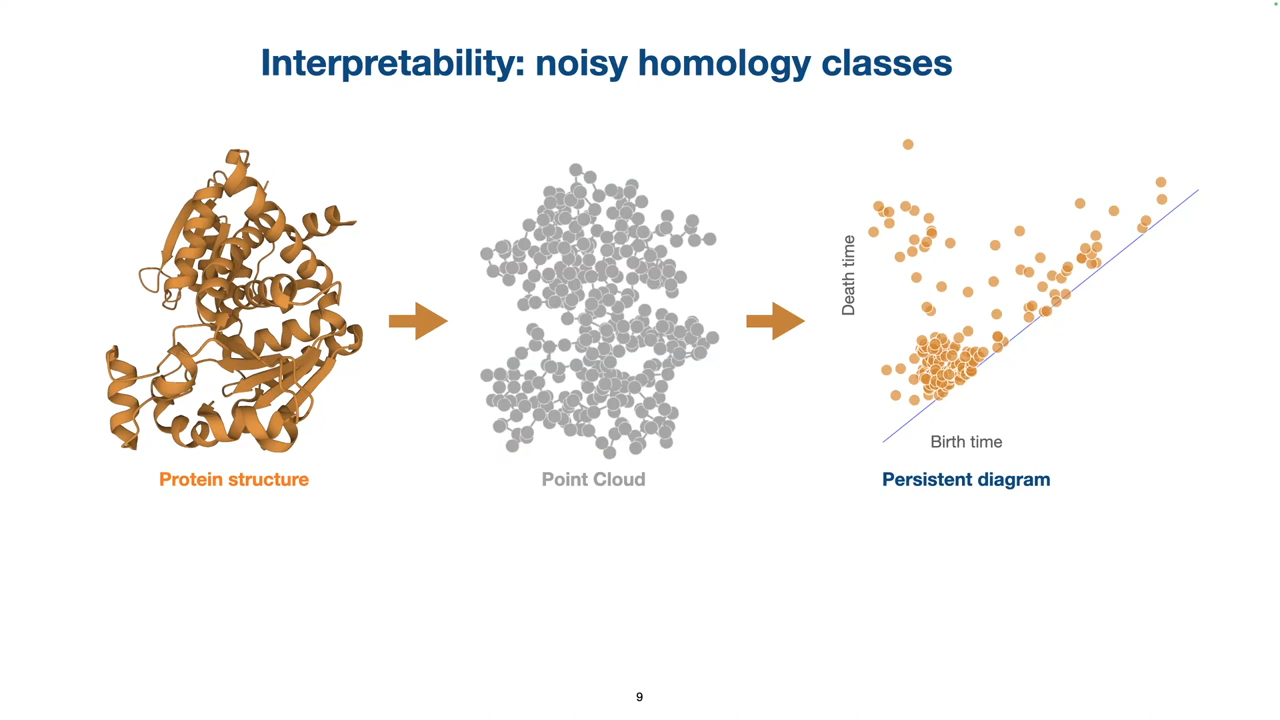 Interpretability: noisy homology classes
Death time
Birth time
Protein structure
Point Cloud
Persistent diagram
9